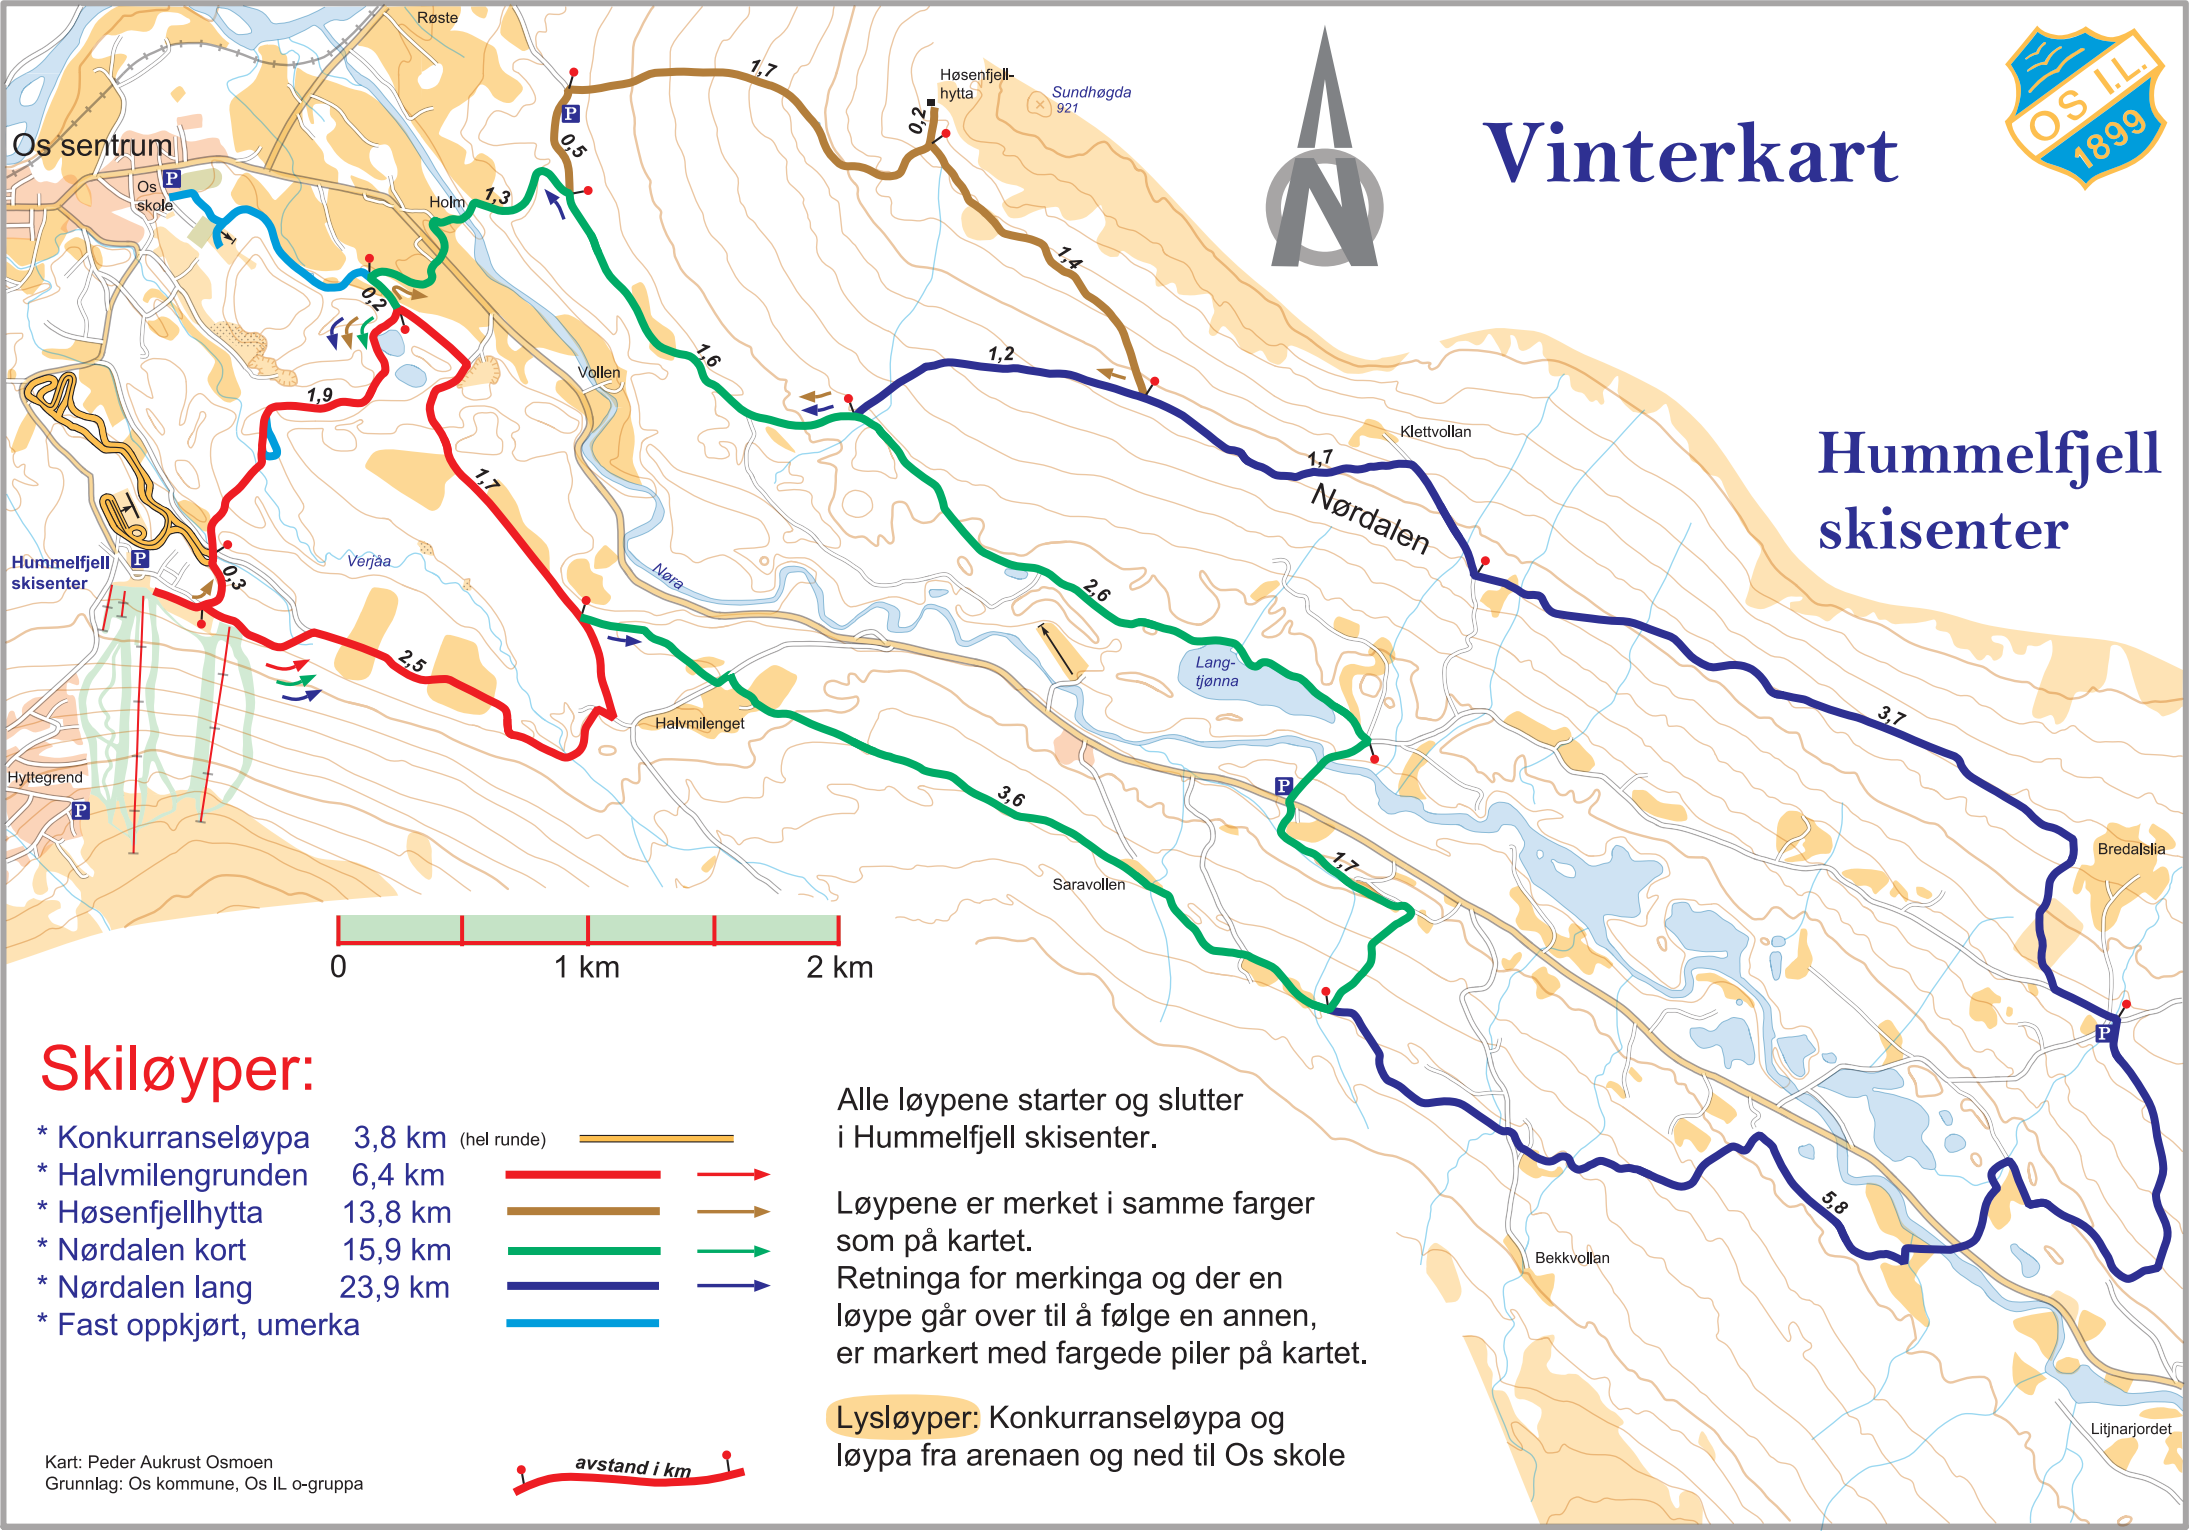 Vinterkart
Hummelfjell
skisenter
OS I.L.
1899
Røste
Os sentrum
P
Os
skole
Holm
1,3
0,5
P
1,7
Høsenfjell-
hytta
0,2
Sundhøgda
921
1,4
0,2
1,9
1,7
1,6
Vollen
1,2
1,7
Klettvollan
Nørdalen
Hummelfjell
skisenter
P
0,3
Verjåa
Nøra
2,5
2,6
Lang-
tjønna
Halvmilenget
3,7
Hyttegrend
P
3,6
P
1,7
Saravollen
Bredalslia
P
5,8
Bekkvollan
Litjnarjordet
0
1 km
2 km
Skiløyper:
* Konkurranseløypa 3,8 km (hel runde)
* Halvmilengrunden 6,4 km
* Høsenfjellhytta 13,8 km
* Nørdalen kort 15,9 km
* Nørdalen lang 23,9 km
* Fast oppkjørt, umerka
avstand i km
Kart: Peder Aukrust Osmoen
Grunnlag: Os kommune, Os IL o-gruppa
Alle løypene starter og slutter
i Hummelfjell skisenter.
Løypene er merket i samme farger
som på kartet.
Retninga for merkinga og der en
løype går over til å følge en annen,
er markert med fargede piler på kartet.
Lysløyper: Konkurranseløypa og
løypa fra arenaen og ned til Os skole